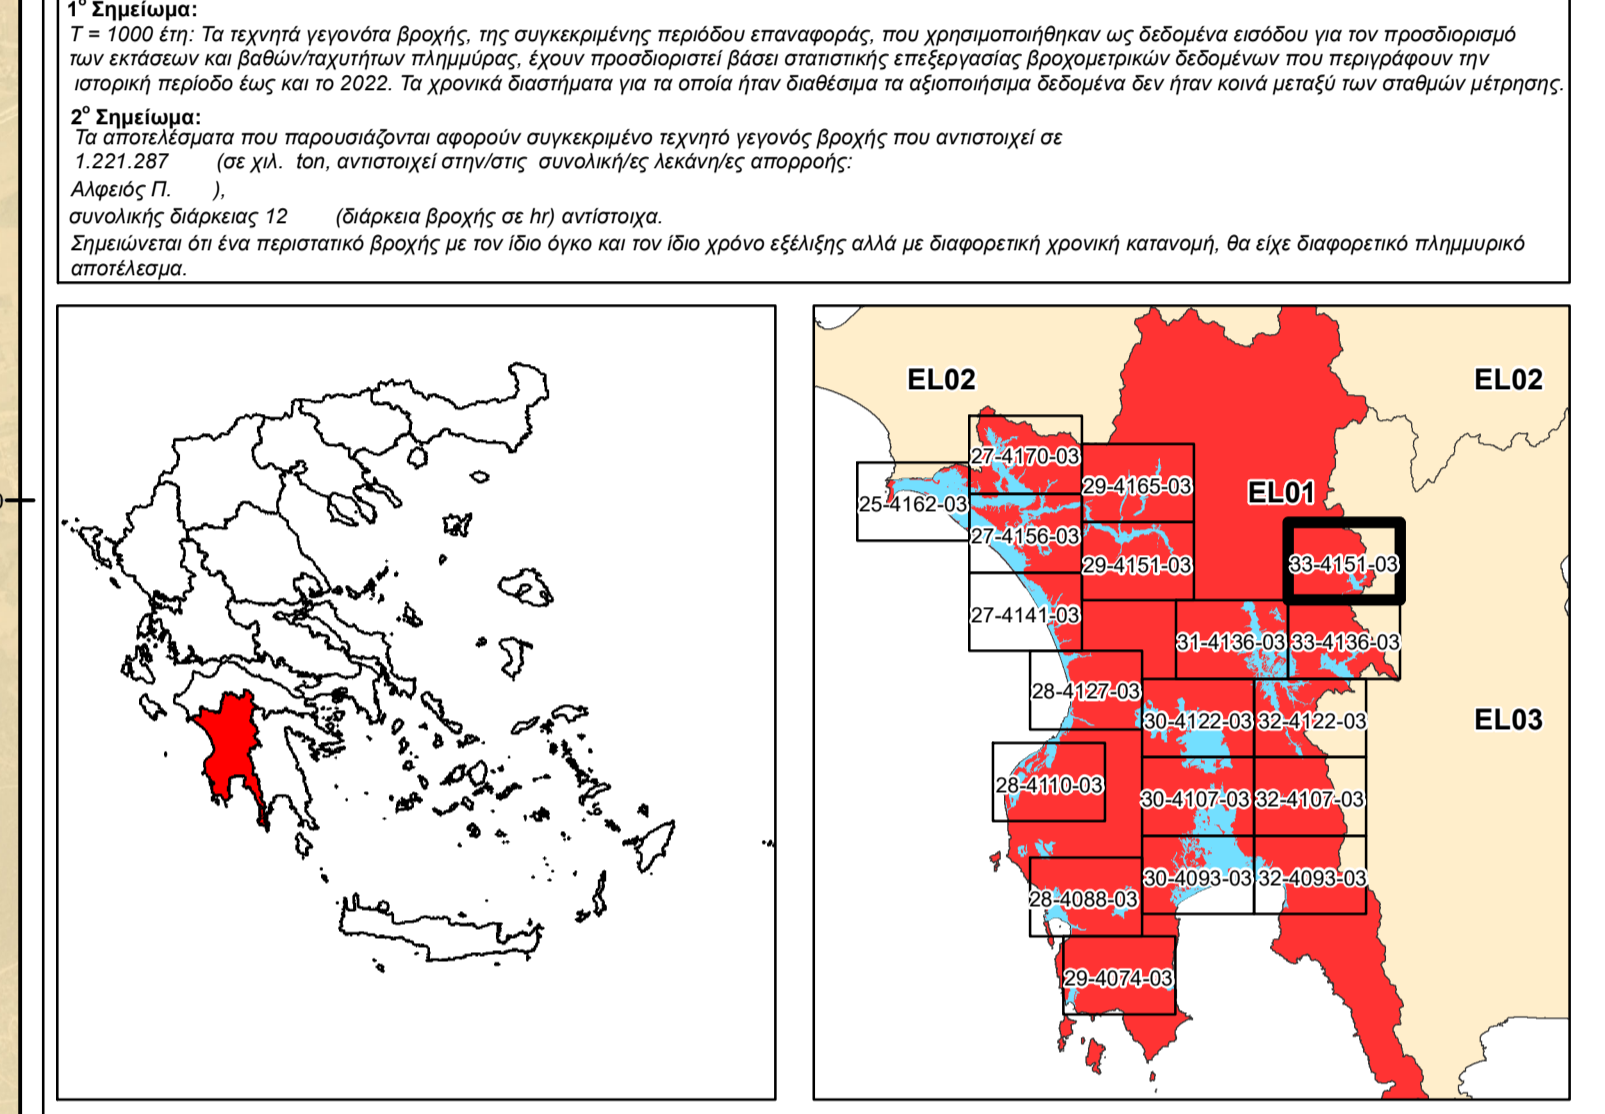 1ο Σημείωμα:
T = 1000 έτη: Τα τεχνητά γεγονότα βροχής, της συγκεκριμένης περιόδου επαναφοράς, που χρησιμοποιήθηκαν ως δεδομένα εισόδου για τον προσδιορισμό
των εκτάσεων και βαθών/ταχυτήτων πλημμύρας, έχουν προσδιοριστεί βάσει στατιστικής επεξεργασίας βροχομετρικών δεδομένων που περιγράφουν την
ιστορική περίοδο έως και το 2022. Τα χρονικά διαστήματα για τα οποία ήταν διαθέσιμα τα αξιοποιήσιμα δεδομένα δεν ήταν κοινά μεταξύ των σταθμών μέτρησης.
2ο Σημείωμα:
Τα αποτελέσματα που παρουσιάζονται αφορούν συγκεκριμένο τεχνητό γεγονός βροχής που αντιστοιχεί σε
1.221.287 (σε χιλ. ton, αντιστοιχεί στην/στις συνολική/ες λεκάνη/ες απορροής:
Αλφειός Π. ),
συνολικής διάρκειας 12 (διάρκεια βροχής σε hr) αντίστοιχα.
Σημειώνεται ότι ένα περιστατικό βροχής με τον ίδιο όγκο και τον ίδιο χρόνο εξέλιξης αλλά με διαφορετική χρονική κατανομή, θα είχε διαφορετικό πλημμυρικό
αποτέλεσμα.
EL02
EL02
27-4170-03
29-4165-03
EL01
25-4162-03
27-4156-03
29-4151-03
33-4151-03
27-4141-03
31-4136-03
33-4136-03
28-4127-03
30-4122-03
32-4122-03
EL03
28-4110-03
30-4107-03
32-4107-03
30-4093-03
32-4093-03
28-4088-03
29-4074-03